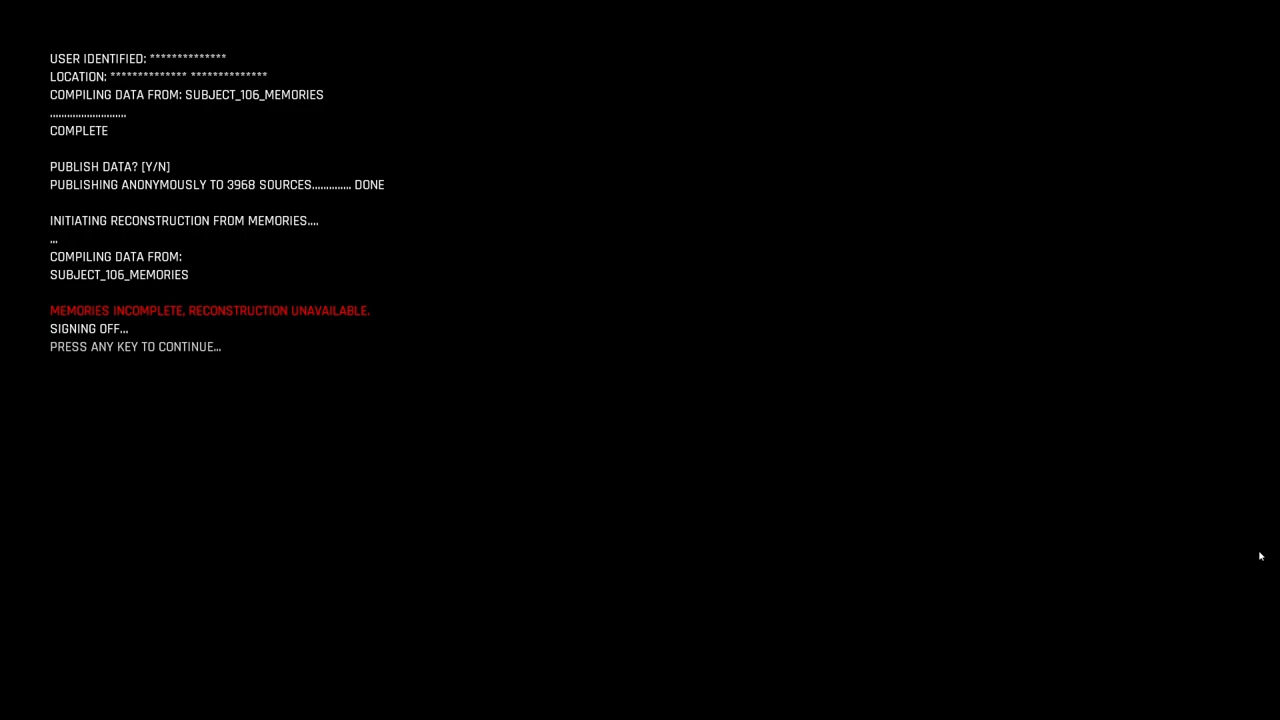 USER IDENTIFIED: **************
LOCATION: ************** **************
COMPILING DATA FROM: SUBJECT_106_MEMORIES
...........................
COMPLETE
PUBLISH DATA? [Y/N]
PUBLISHING ANONYMOUSLY TO 3968 SOURCES.............. DONE
INITIATING RECONSTRUCTION FROM MEMORIES....
...
COMPILING DATA FROM:
SUBJECT_106_MEMORIES
MEMORIES INCOMPLETE, RECONSTRUCTION UNAVAILABLE.
SIGNING OFF...
PRESS ANY KEY TO CONTINUE...